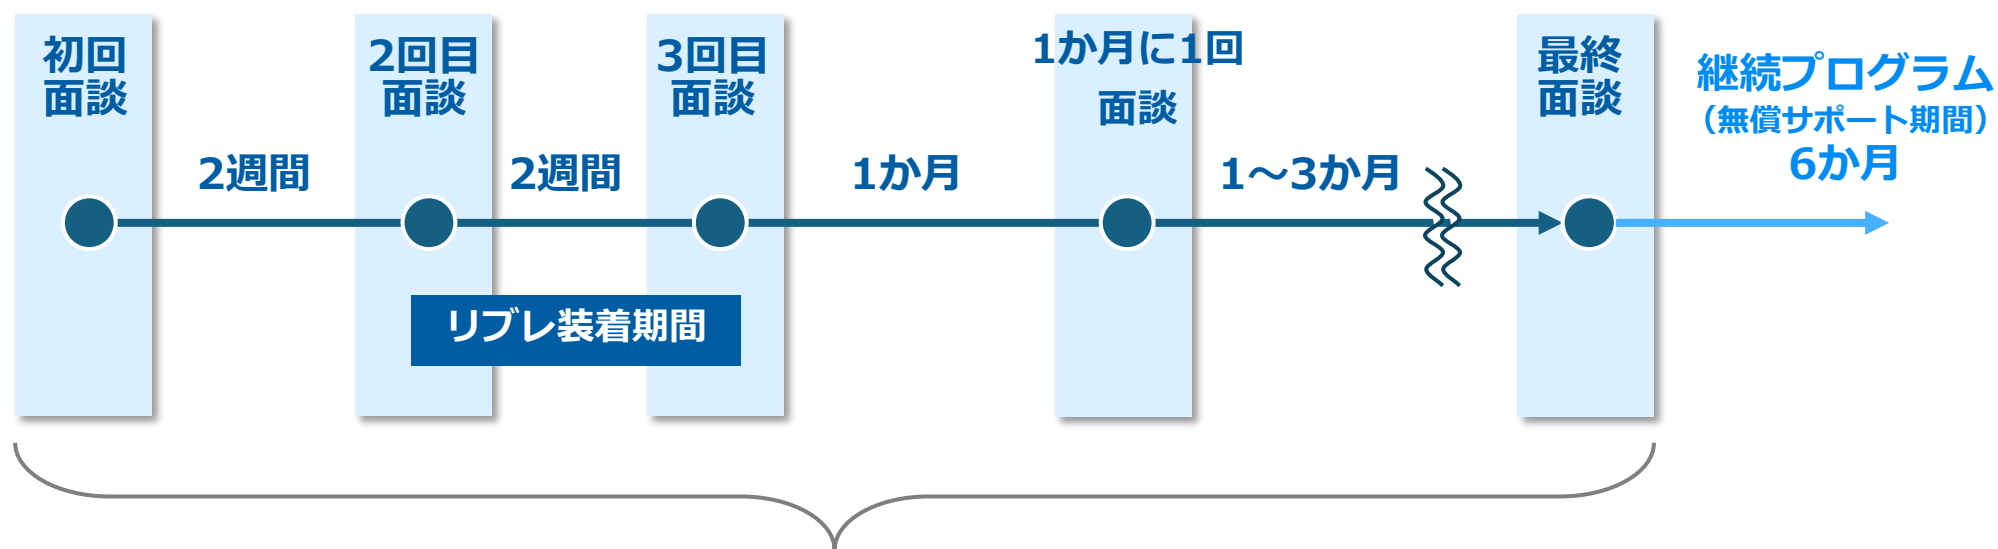 初回
面談
2回目
面談
3回目
面談
1か月に1回
面談
最終
面談
継続プログラム
（無償サポート期間）
6か月
2週間
2週間
1か月
1～3か月
リブレ装着期間